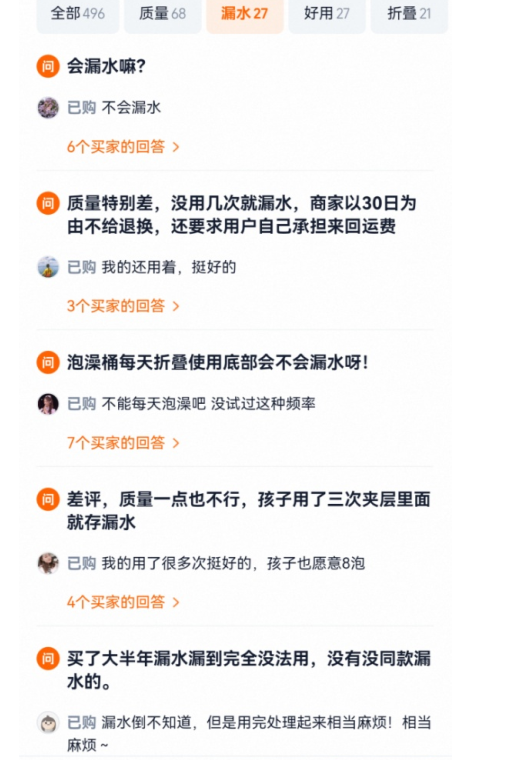 全部496 质量68 漏水27 好用27 折叠21
问 会漏水嘛?
已购 不会漏水
6个买家的回答 >
问 质量特别差，没用几次就漏水，商家以30日为
由不给退换，还要求用户自己承担来回运费
已购 我的还用着，挺好的
3个买家的回答 >
问 泡澡桶每天折叠使用底部会不会漏水呀!
已购 不能每天泡澡吧 没试过这种频率
7个买家的回答 >
问 差评，质量一点也不行，孩子用了三次夹层里面
就存漏水
已购 我的用了很多次挺好的，孩子也愿意8泡
4个买家的回答 >
问 买了大半年漏水漏到完全没法用，没有没同款漏
水的。
已购 漏水倒不知道，但是用完处理起来相当麻烦！相当
麻烦～